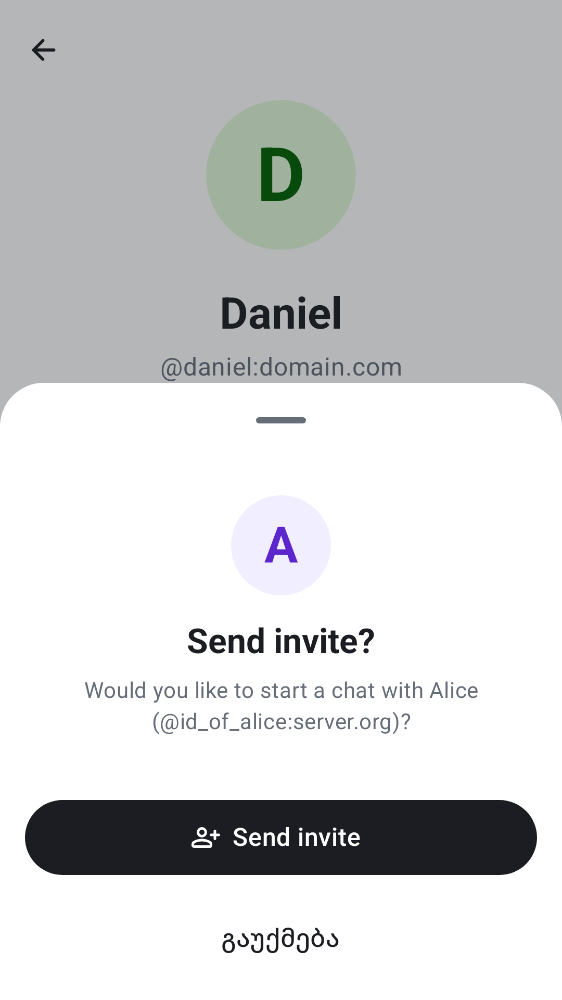 D
Daniel
@daniel:domain.com
A
Send invite?
Would you like to start a chat with Alice
(@id_of_alice:server.org)?
Send invite
გაუქმება